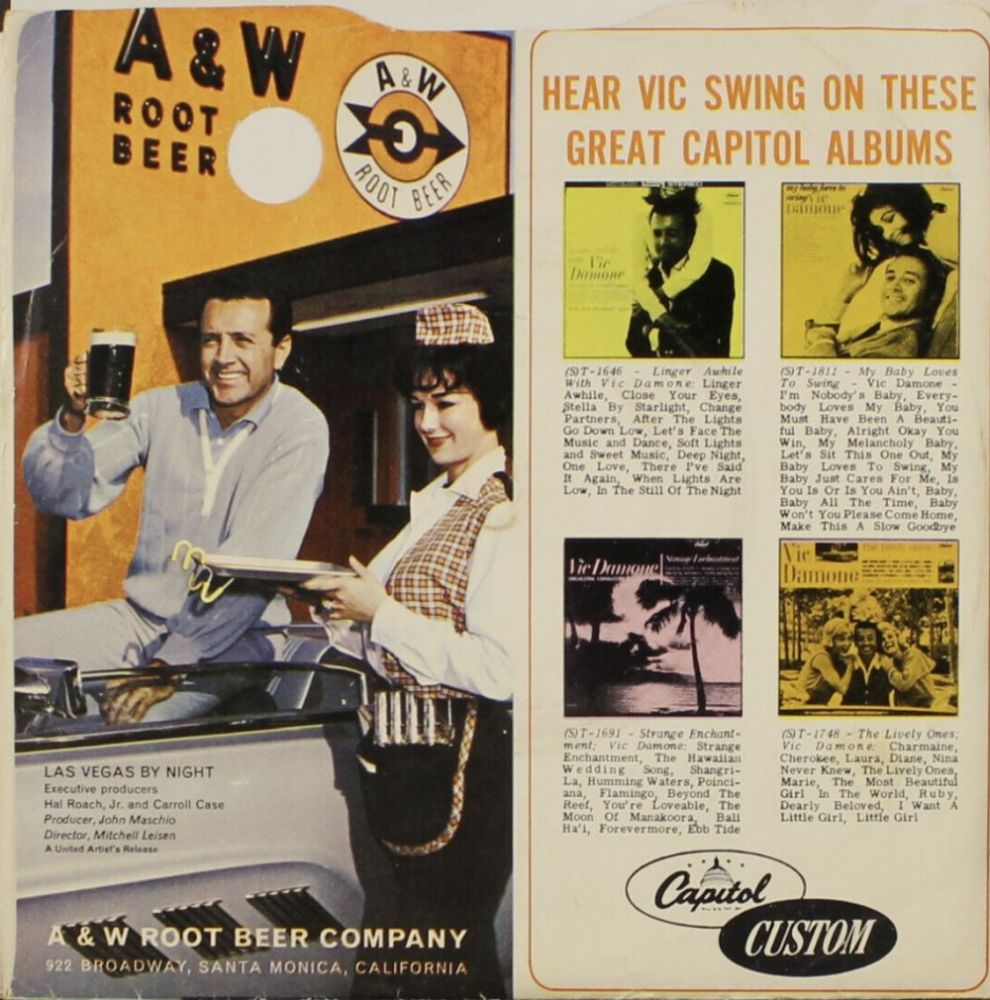 A & W
ROOT
BEER
A & W
ROOT BEER
LAS VEGAS BY NIGHT
Executive producers
Hal Roach, Jr. and Carroll Case
Producer, John Maschio
Director, Mitchell Leisen
A United Artist's Release
A & W ROOT BEER COMPANY
922 BROADWAY, SANTA MONICA, CALIFORNIA
HEAR VIC SWING ON THESE
GREAT CAPITOL ALBUMS
STEREO
Vic
Damone
my baby loves to
swing Vic
Damone
(S)T-1646 - Linger Awhile
With Vic Damone: Linger
Awhile, Close Your Eyes,
Stella By Starlight, Change
Partners, After The Lights
Go Down Low, Let's Face The
Music and Dance, Soft Lights
and Sweet Music, Deep Night,
One Love, There I've Said
It Again, When Lights Are
Low, In The Still Of The Night
(S)T-1811 - My Baby Loves
To Swing - Vic Damone -
I'm Nobody's Baby, Every-
body Loves My Baby, You
Must Have Been A Beauti-
ful Baby, Alright Okay You
Win, My Melancholy Baby,
Let's Sit This One Out, My
Baby Loves To Swing, My
Baby Just Cares For Me, Is
You Is Or Is You Ain't, Baby,
Baby All The Time, Baby
Won't You Please Come Home,
Make This A Slow Goodbye
Vic Damone
Strange Enchantment
Vic
Damone
The Lively Ones
(S)T-1691 - Strange Enchant-
ment; Vic Damone: Strange
Enchantment, The Hawaiian
Wedding Song, Shangri-
La, Humming Waters, Poinci-
ana, Flamingo, Beyond The
Reef, You're Loveable, The
Moon Of Manakoora, Bali
Ha'i, Forevermore, Ebb Tide
(S)T-1748 - The Lively Ones;
Vic Damone: Charmaine,
Cherokee, Laura, Diane, Nina
Never Knew, The Lively Ones,
Marie, The Most Beautiful
Girl In The World, Ruby,
Dearly Beloved, I Want A
Little Girl, Little Girl
Capitol
CUSTOM